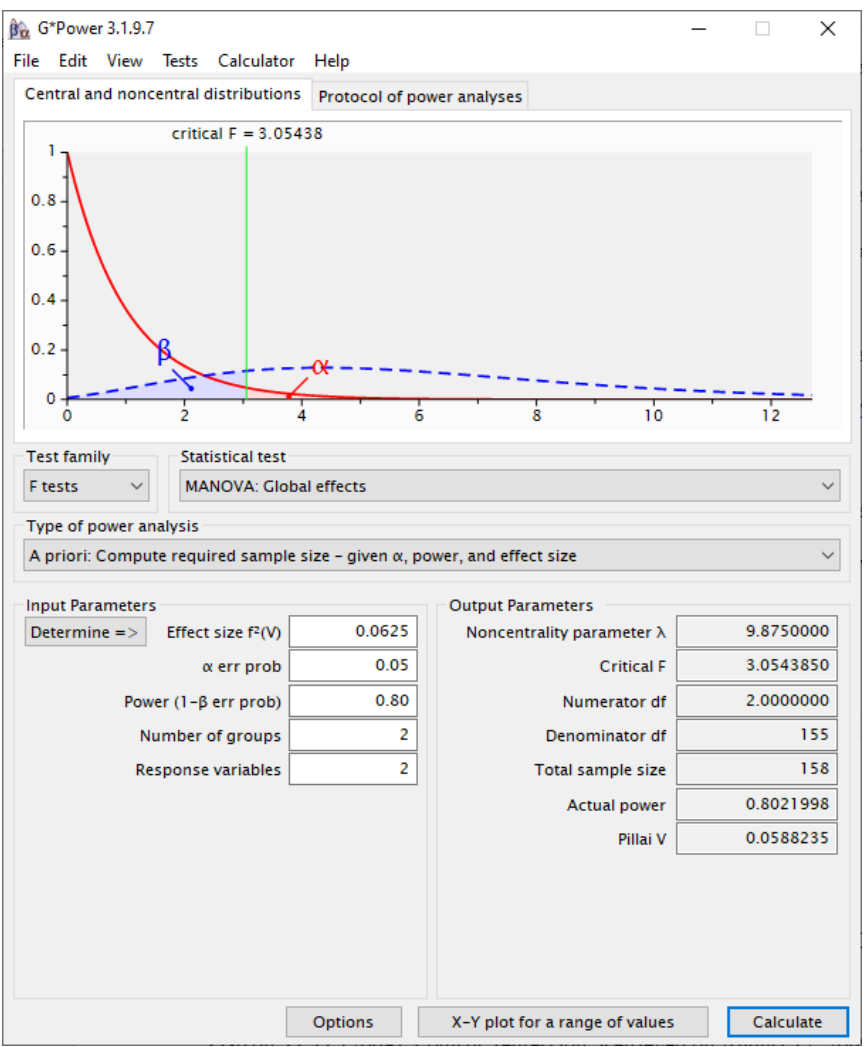 G*Power 3.1.9.7
File Edit View Tests Calculator Help
Central and noncentral distributions Protocol of power analyses
critical F = 3.05438
1
0.8
0.6
0.4
0.2
0
β
α
0 2 4 6 8 10 12
Test family Statistical test
F tests MANOVA: Global effects
Type of power analysis
A priori: Compute required sample size - given α, power, and effect size
Input Parameters
Determine => Effect size f²(V) 0.0625
α err prob 0.05
Power (1-β err prob) 0.80
Number of groups 2
Response variables 2
Output Parameters
Noncentrality parameter λ 9.8750000
Critical F 3.0543850
Numerator df 2.0000000
Denominator df 155
Total sample size 158
Actual power 0.8021998
Pillai V 0.0588235
Options X-Y plot for a range of values Calculate